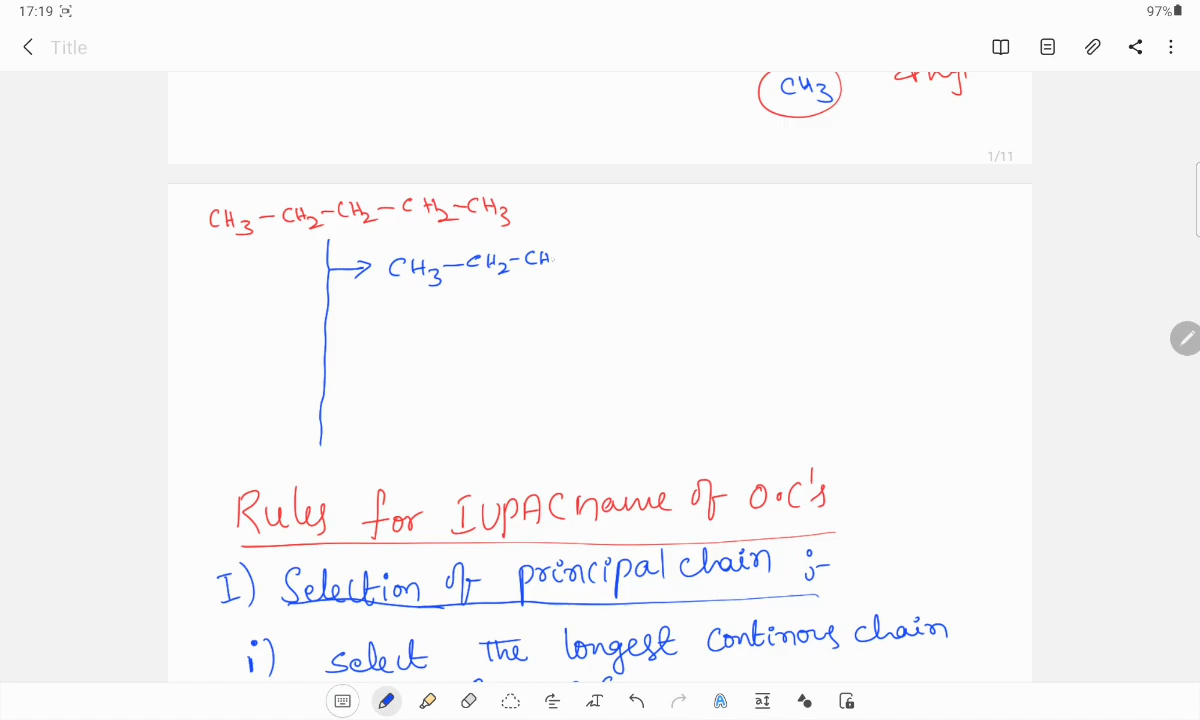 17:19 97%
Title
CH3
1/11
CH3-CH2-CH2-CH2-CH3
CH3-CH2-CH
Rules for IUPAC name of O.C's
I) Selection of principal chain :-
i) select the longest continous chain